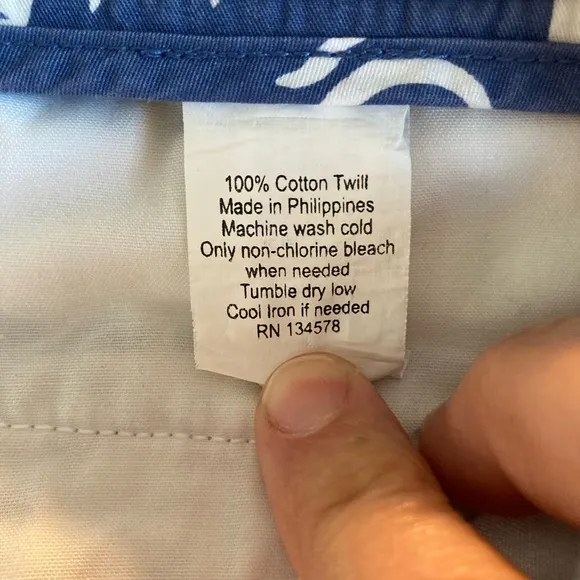 100% Cotton Twill
Made in Philippines
Machine wash cold
Only non-chlorine bleach
when needed
Tumble dry low
Cool Iron if needed
RN 134578